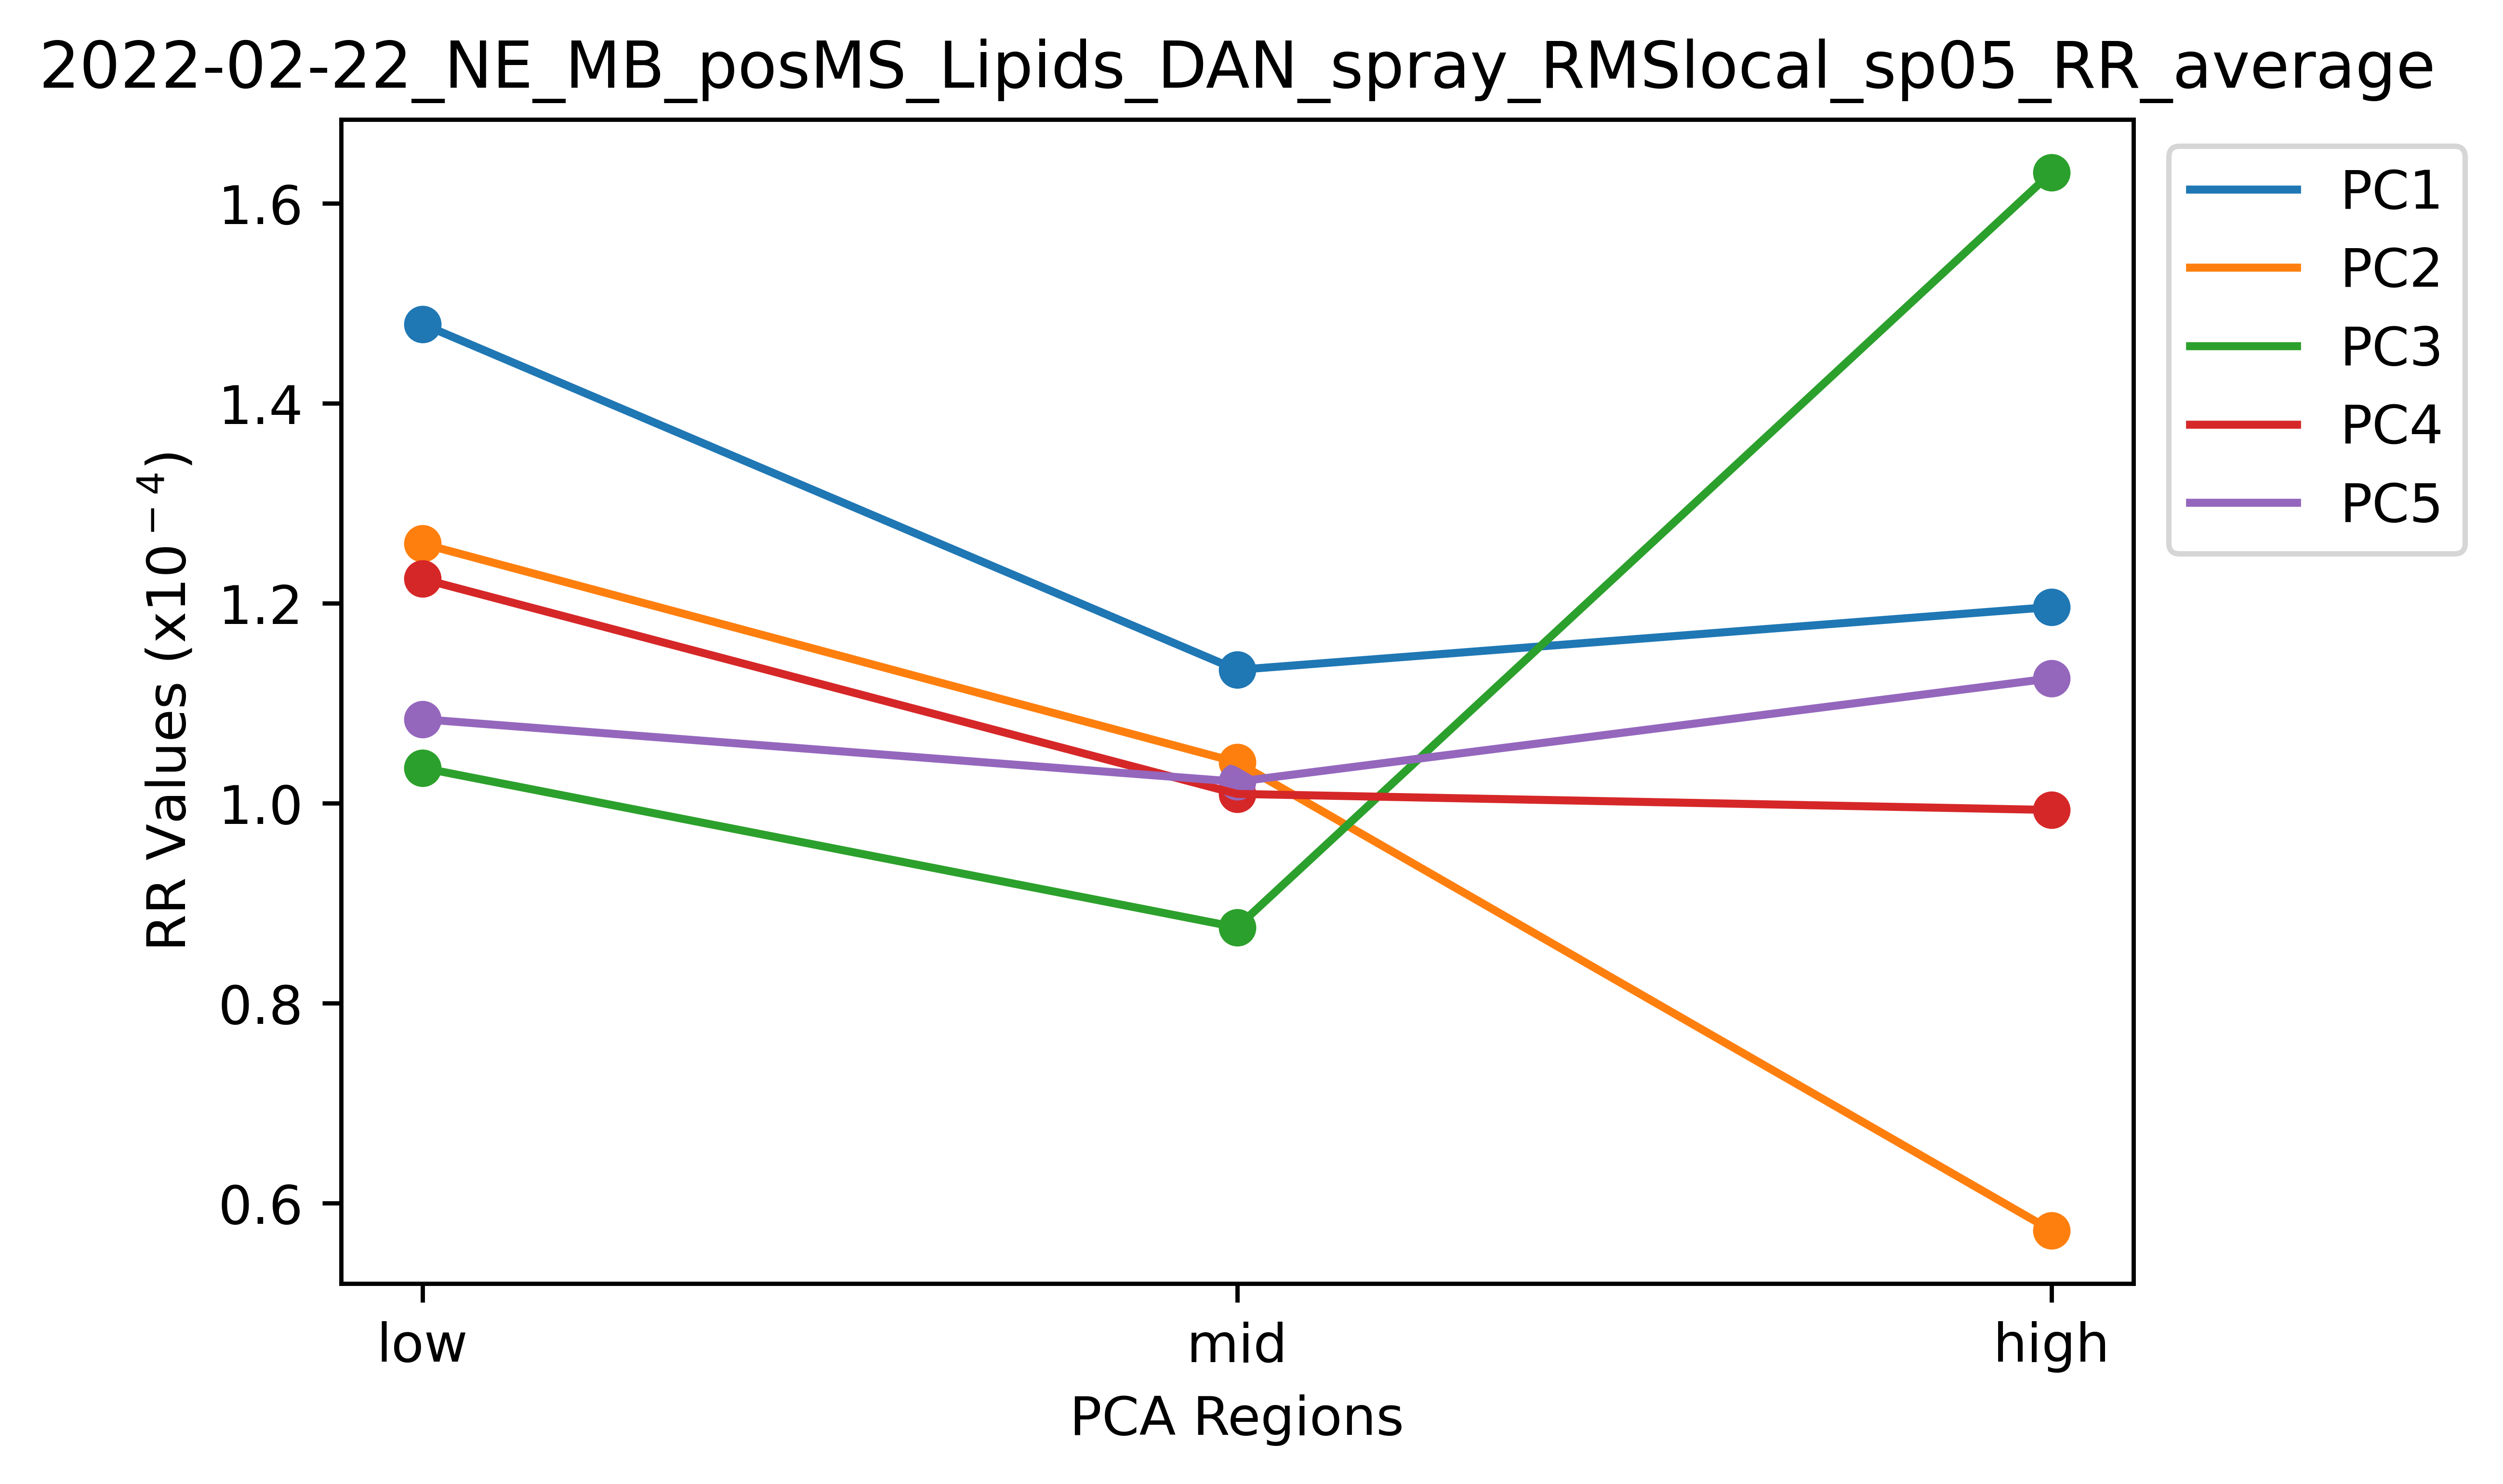 2022-02-22_NE_MB_posMS_Lipids_DAN_spray_RMSlocal_sp05_RR_average
RR Values (x10⁻⁴)
1.6
1.4
1.2
1.0
0.8
0.6
low mid high
PCA Regions
PC1
PC2
PC3
PC4
PC5